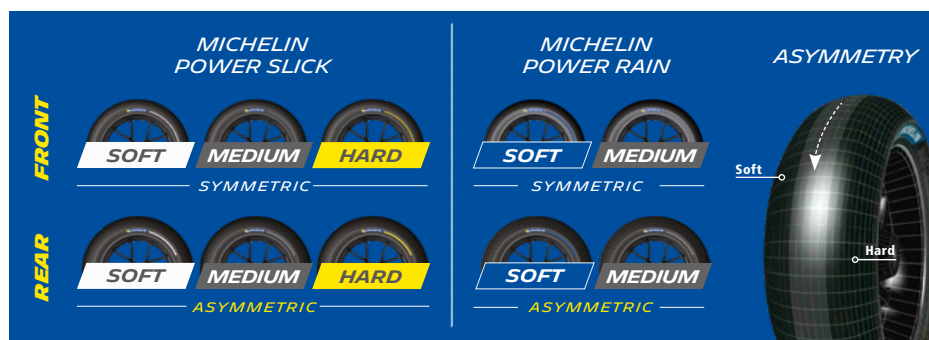 MICHELIN
POWER SLICK
MICHELIN
POWER RAIN
ASYMMETRY
FRONT
SOFT
MEDIUM
HARD
SYMMETRIC
SOFT
MEDIUM
SYMMETRIC
REAR
SOFT
MEDIUM
HARD
ASYMMETRIC
SOFT
MEDIUM
ASYMMETRIC
MICHELIN
Soft
Hard